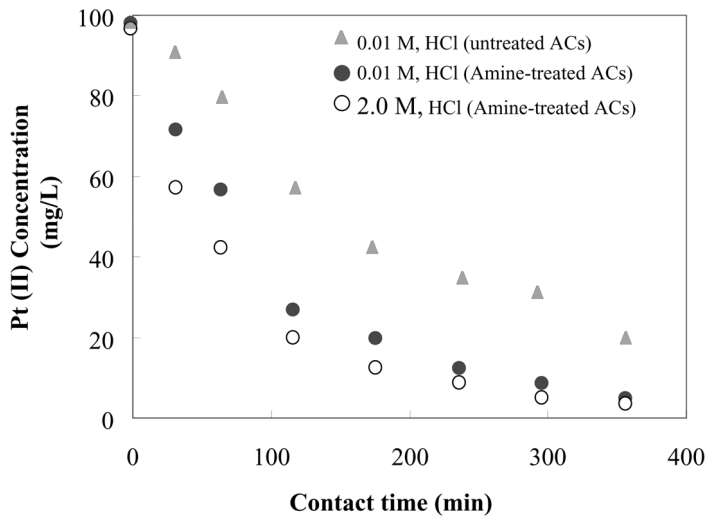 100
80
60
40
20
0
0 100 200 300 400
Pt (II) Concentration
(mg/L)
Contact time (min)
0.01 M, HCl (untreated ACs)
0.01 M, HCl (Amine-treated ACs)
2.0 M, HCl (Amine-treated ACs)